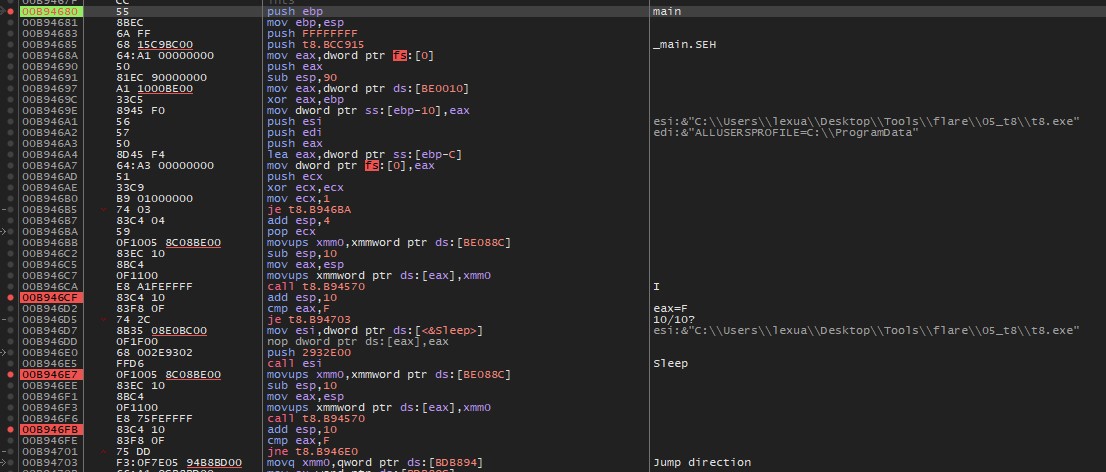 00B9467F CC int3
00B94680 55 push ebp main
00B94681 8BEC mov ebp,esp
00B94683 6A FF push FFFFFFFF
00B94685 68 15C9BC00 push t8.BCC915 _main.SEH
00B9468A 64:A1 00000000 mov eax,dword ptr fs:[0]
00B94690 50 push eax
00B94691 81EC 90000000 sub esp,90
00B94697 A1 1000BE00 mov eax,dword ptr ds:[BE0010]
00B9469C 33C5 xor eax,ebp
00B9469E 8945 F0 mov dword ptr ss:[ebp-10],eax
00B946A1 56 push esi esi:&"C:\\Users\\lexua\\Desktop\\Tools\\flare\\05_t8\\t8.exe"
00B946A2 57 push edi edi:&"ALLUSERSPROFILE=C:\\ProgramData"
00B946A3 50 push eax
00B946A4 8D45 F4 lea eax,dword ptr ss:[ebp-C]
00B946A7 64:A3 00000000 mov dword ptr fs:[0],eax
00B946AD 51 push ecx
00B946AE 33C9 xor ecx,ecx
00B946B0 B9 01000000 mov ecx,1
00B946B5 74 03 je t8.B946BA
00B946B7 83C4 04 add esp,4
00B946BA 59 pop ecx
00B946BB 0F1005 8C08BE00 movups xmm0,xmmword ptr ds:[BE088C]
00B946C2 83EC 10 sub esp,10
00B946C5 8BC4 mov eax,esp
00B946C7 0F1100 movups xmmword ptr ds:[eax],xmm0
00B946CA E8 A1FEFFFF call t8.B94570 I
00B946CF 83C4 10 add esp,10
00B946D2 83F8 0F cmp eax,F eax=F
00B946D5 74 2C je t8.B94703 10/10?
00B946D7 8B35 08E0BC00 mov esi,dword ptr ds:[<&Sleep>] esi:&"C:\\Users\\lexua\\Desktop\\Tools\\flare\\05_t8\\t8.exe"
00B946DD 0F1F00 nop dword ptr ds:[eax],eax
00B946E0 68 002E9302 push 2932E00
00B946E5 FFD6 call esi Sleep
00B946E7 0F1005 8C08BE00 movups xmm0,xmmword ptr ds:[BE088C]
00B946EE 83EC 10 sub esp,10
00B946F1 8BC4 mov eax,esp
00B946F3 0F1100 movups xmmword ptr ds:[eax],xmm0
00B946F6 E8 75FEFFFF call t8.B94570
00B946FB 83C4 10 add esp,10
00B946FE 83F8 0F cmp eax,F
00B94701 75 DD jne t8.B946E0
00B94703 F3:0F7E05 94B8BD00 movq xmm0,qword ptr ds:[BDB894] Jump direction